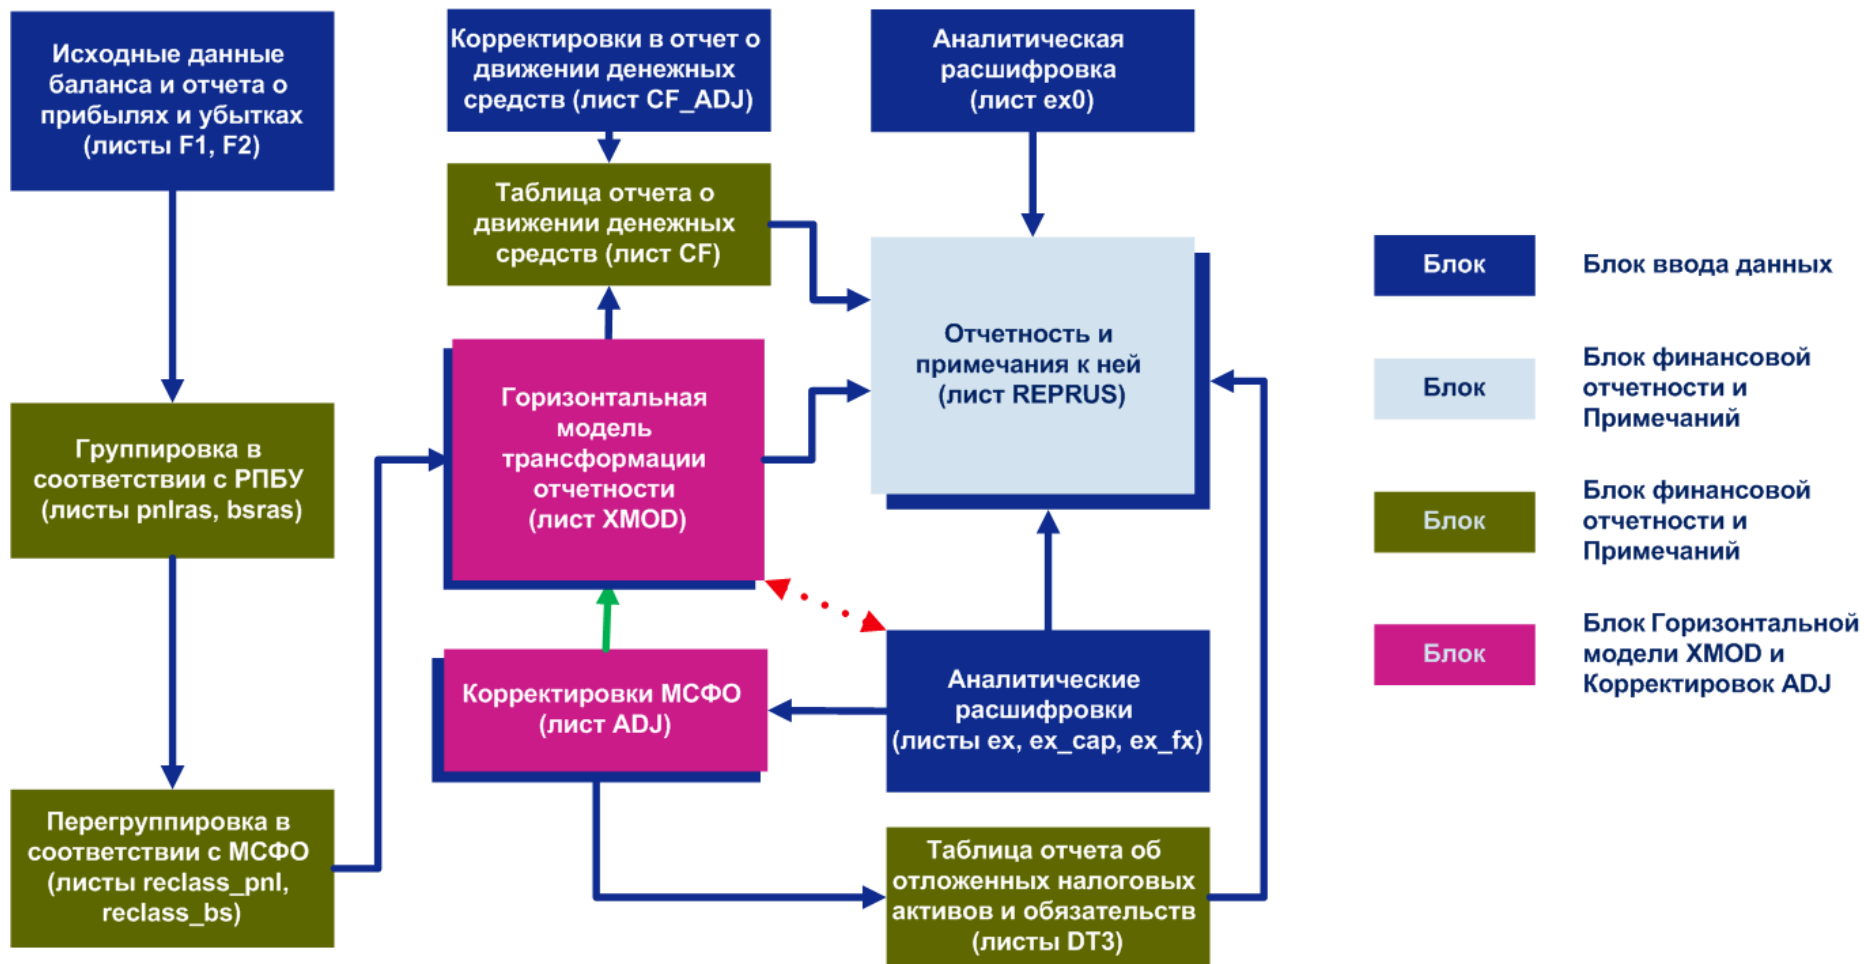 Исходные данные
баланса и отчета о
прибылях и убытках
(листы F1, F2)
Группировка в
соответствии с РПБУ
(листы pnlras, bsras)
Перегруппировка в
соответствии с МСФО
(листы reclass_pnl,
reclass_bs)
Корректировки в отчет о
движении денежных
средств (лист CF_ADJ)
Таблица отчета о
движении денежных
средств (лист CF)
Горизонтальная
модель
трансформации
отчетности
(лист XMOD)
Корректировки МСФО
(лист ADJ)
Аналитическая
расшифровка
(лист ex0)
Отчетность и
примечания к ней
(лист REPRUS)
Аналитические
расшифровки
(листы ex, ex_cap, ex_fx)
Таблица отчета об
отложенных налоговых
активов и обязательств
(листы DT3)
Блок
Блок ввода данных
Блок
Блок финансовой
отчетности и
Примечаний
Блок
Блок финансовой
отчетности и
Примечаний
Блок
Блок Горизонтальной
модели XMOD и
Корректировок ADJ